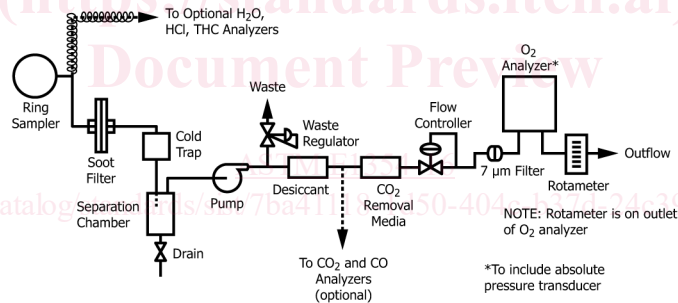 To Optional H₂O,
HCl, THC Analyzers
Ring
Sampler
Soot
Filter
Cold
Trap
Separation
Chamber
Drain
Pump
Waste
Waste
Regulator
Desiccant
To CO₂ and CO
Analyzers
(optional)
CO₂
Removal
Media
Flow
Controller
7 µm Filter
O₂
Analyzer*
Rotameter
Outflow
NOTE: Rotameter is on outlet
of O₂ analyzer
*To include absolute
pressure transducer
Document Preview